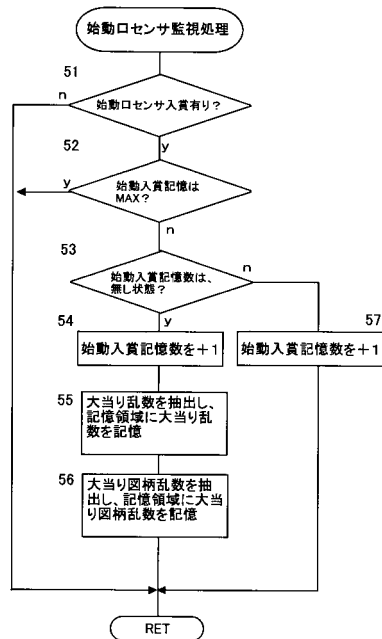 始動口センサ監視処理
51
n
始動口センサ入賞有り?
52
y
y
始動入賞記憶は
MAX?
n
53
始動入賞記憶数は、
無し状態?
n
54
y
57
始動入賞記憶数を+1
始動入賞記憶数を+1
55
大当り乱数を抽出し、
記憶領域に大当り乱
数を記憶
56
大当り図柄乱数を抽
出し、記憶領域に大当
り図柄乱数を記憶
RET